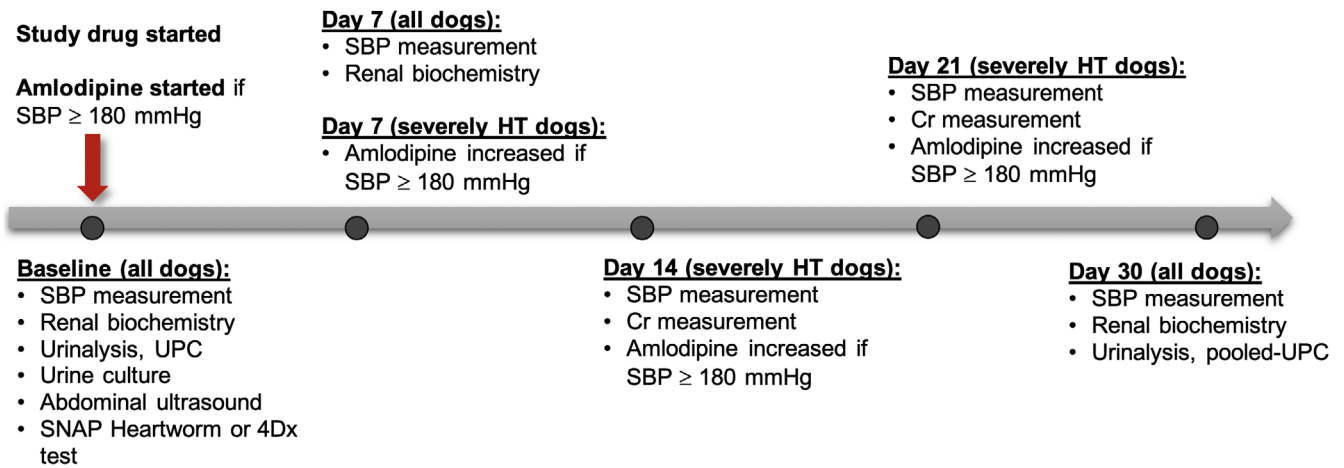 Study drug started
Amlodipine started if
SBP ≥ 180 mmHg
Day 7 (all dogs):
• SBP measurement
• Renal biochemistry
Day 7 (severely HT dogs):
• Amlodipine increased if
SBP ≥ 180 mmHg
Day 21 (severely HT dogs):
• SBP measurement
• Cr measurement
• Amlodipine increased if
SBP ≥ 180 mmHg
Baseline (all dogs):
• SBP measurement
• Renal biochemistry
• Urinalysis, UPC
• Urine culture
• Abdominal ultrasound
• SNAP Heartworm or 4Dx
test
Day 14 (severely HT dogs):
• SBP measurement
• Cr measurement
• Amlodipine increased if
SBP ≥ 180 mmHg
Day 30 (all dogs):
• SBP measurement
• Renal biochemistry
• Urinalysis, pooled-UPC